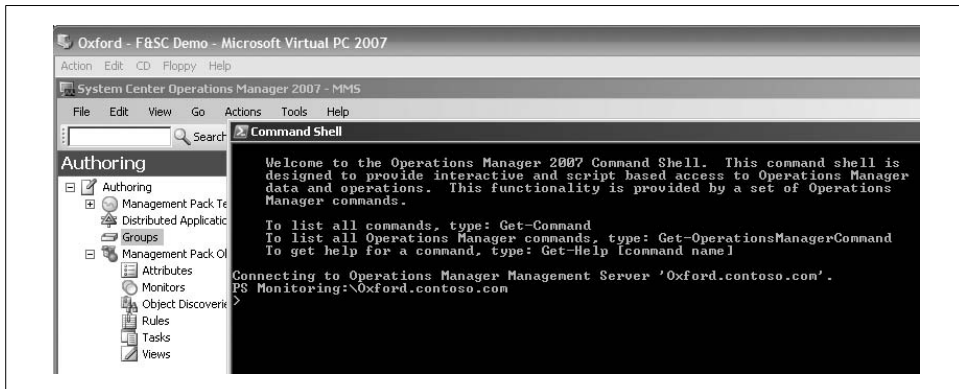 Oxford - F&SC Demo - Microsoft Virtual PC 2007
Action Edit CD Floppy Help
System Center Operations Manager 2007 - MMS
File Edit View Go Actions Tools Help
Search
Authoring
Authoring
Management Pack Te
Distributed Applicatic
Groups
Management Pack Ol
Attributes
Monitors
Object Discoverie
Rules
Tasks
Views
Command Shell
Welcome to the Operations Manager 2007 Command Shell. This command shell is
designed to provide interactive and script based access to Operations Manager
data and operations. This functionality is provided by a set of Operations
Manager commands.
To list all commands, type: Get-Command
To list all Operations Manager commands, type: Get-OperationsManagerCommand
To get help for a command, type: Get-Help [command name]
Connecting to Operations Manager Management Server 'Oxford.contoso.com'.
PS Monitoring:\Oxford.contoso.com
>